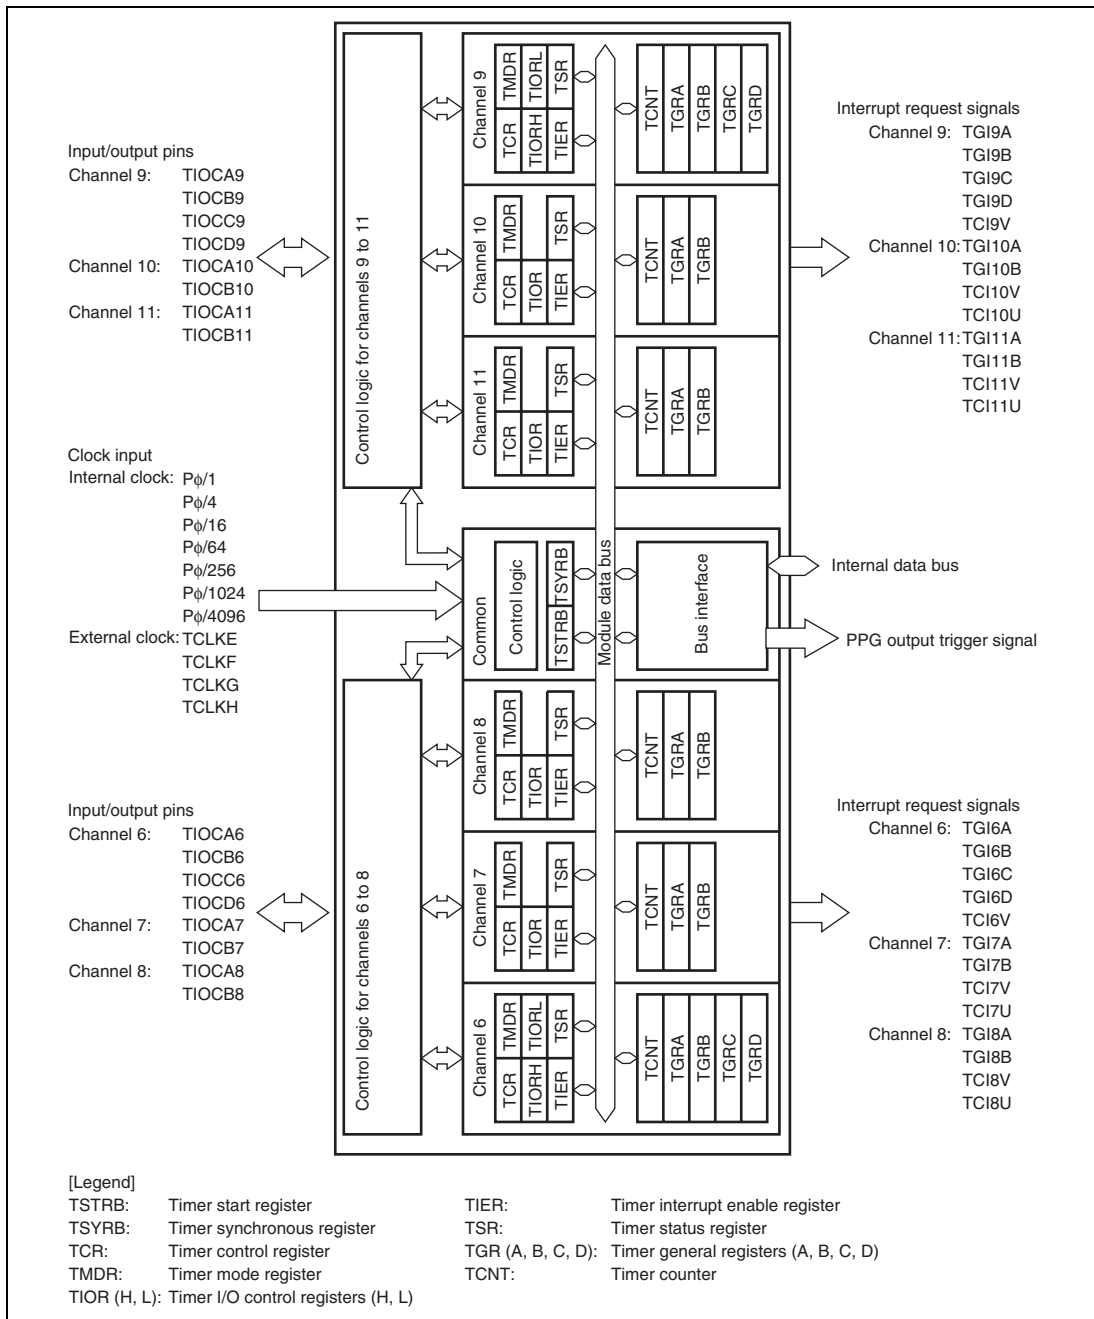 Input/output pins
Channel 9: TIOCA9
TIOCB9
TIOCC9
TIOCD9
Channel 10: TIOCA10
TIOCB10
Channel 11: TIOCA11
TIOCB11
Clock input
Internal clock: Pϕ/1
Pϕ/4
Pϕ/16
Pϕ/64
Pϕ/256
Pϕ/1024
Pϕ/4096
External clock: TCLKE
TCLKF
TCLKG
TCLKH
Input/output pins
Channel 6: TIOCA6
TIOCB6
TIOCC6
TIOCD6
Channel 7: TIOCA7
TIOCB7
Channel 8: TIOCA8
TIOCB8
Control logic for channels 9 to 11
Control logic for channels 6 to 8
Channel 9
TCR TMDR
TIORH TIORL
TIER TSR
TCNT
TGRA
TGRB
TGRC
TGRD
Channel 10
TCR TMDR
TIOR
TIER TSR
TCNT
TGRA
TGRB
Channel 11
TCR TMDR
TIOR
TIER TSR
TCNT
TGRA
TGRB
Common
Control logic
TSTRB TSYRB
Module data bus
Bus interface
Channel 8
TCR TMDR
TIOR
TIER TSR
TCNT
TGRA
TGRB
Channel 7
TCR TMDR
TIOR
TIER TSR
TCNT
TGRA
TGRB
Channel 6
TCR TMDR
TIORH TIORL
TIER TSR
TCNT
TGRA
TGRB
TGRC
TGRD
Interrupt request signals
Channel 9: TGI9A
TGI9B
TGI9C
TGI9D
TCI9V
Channel 10: TGI10A
TGI10B
TCI10V
TCI10U
Channel 11: TGI11A
TGI11B
TCI11V
TCI11U
Internal data bus
PPG output trigger signal
Interrupt request signals
Channel 6: TGI6A
TGI6B
TGI6C
TGI6D
TCI6V
Channel 7: TGI7A
TGI7B
TCI7V
TCI7U
Channel 8: TGI8A
TGI8B
TCI8V
TCI8U
[Legend]
TSTRB: Timer start register
TSYRB: Timer synchronous register
TCR: Timer control register
TMDR: Timer mode register
TIOR (H, L): Timer I/O control registers (H, L)
TIER: Timer interrupt enable register
TSR: Timer status register
TGR (A, B, C, D): Timer general registers (A, B, C, D)
TCNT: Timer counter